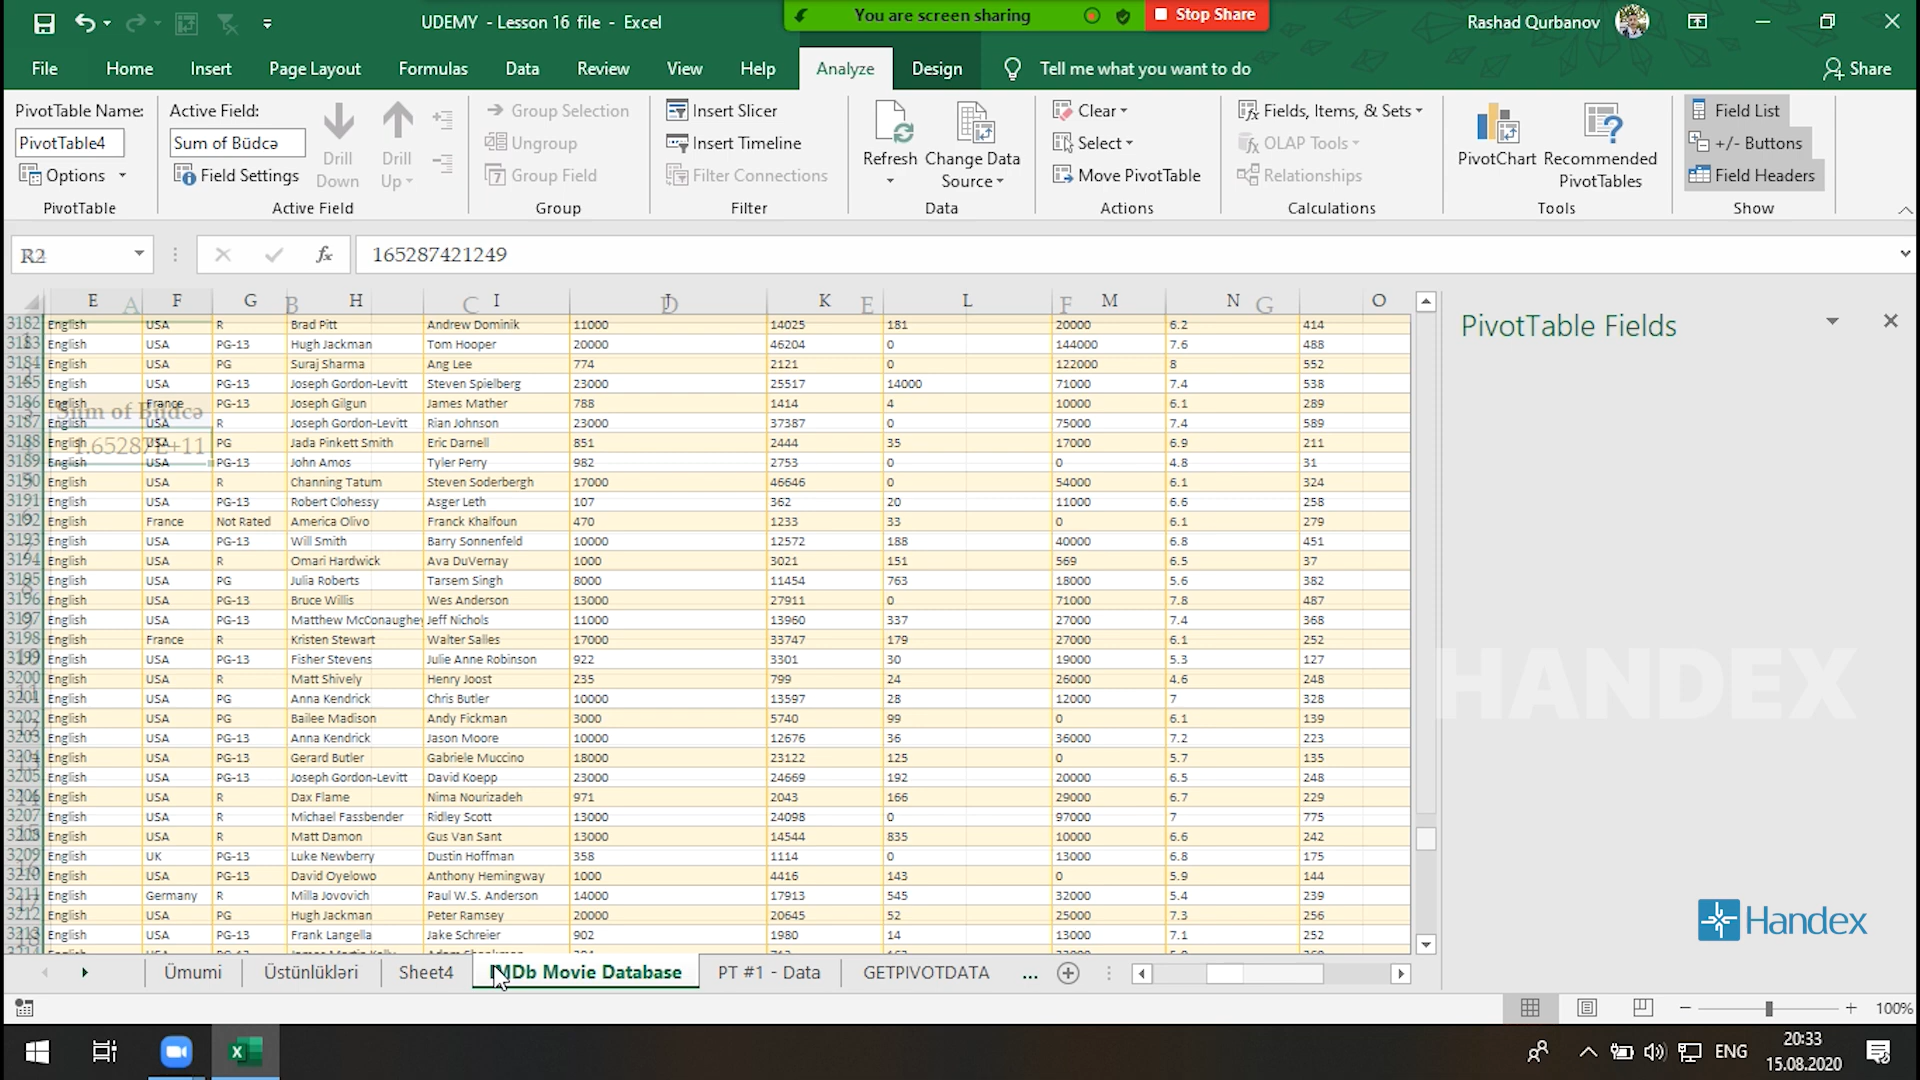 UDEMY - Lesson 16 file - Excel
You are screen sharing
Stop Share
Rashad Qurbanov
File Home Insert Page Layout Formulas Data Review View Help Analyze Design Tell me what you want to do Share
PivotTable Name:
PivotTable4
Options
PivotTable
Active Field:
Sum of Büdcə
Field Settings
Drill Down
Drill Up
Active Field
Group Selection
Ungroup
Group Field
Group
Insert Slicer
Insert Timeline
Filter Connections
Filter
Refresh
Change Data Source
Data
Clear
Select
Move PivotTable
Actions
Fields, Items, & Sets
OLAP Tools
Relationships
Calculations
PivotChart
Recommended PivotTables
Tools
Field List
+/- Buttons
Field Headers
Show
fx 165287421249
E A F G B H C I D K E L F M N G O
3182 English USA R Brad Pitt Andrew Dominik 11000 14025 181 20000 6.2 414
3183 English USA PG-13 Hugh Jackman Tom Hooper 20000 46204 0 144000 7.6 488
3184 English USA PG Suraj Sharma Ang Lee 774 2121 0 122000 8 552
3185 English USA PG-13 Joseph Gordon-Levitt Steven Spielberg 23000 25517 14000 71000 7.4 538
3186 English France PG-13 Joseph Gilgun James Mather 788 1414 4 10000 6.1 289
Sum of Büdcə
3187 English USA R Joseph Gordon-Levitt Rian Johnson 23000 37387 0 75000 7.4 589
3188 English USA PG Jada Pinkett Smith Eric Darnell 851 2444 35 17000 6.9 211
1.65287E+11
3189 English USA PG-13 John Amos Tyler Perry 982 2753 0 0 4.8 31
3190 English USA R Channing Tatum Steven Soderbergh 17000 46646 0 54000 6.1 324
3191 English USA PG-13 Robert Clohessy Asger Leth 107 362 20 11000 6.6 258
3192 English France Not Rated America Olivo Franck Khalfoun 470 1233 33 0 6.1 279
3193 English USA PG-13 Will Smith Barry Sonnenfeld 10000 12572 188 40000 6.8 451
3194 English USA R Omari Hardwick Ava DuVernay 1000 3021 151 569 6.5 37
3195 English USA PG Julia Roberts Tarsem Singh 8000 11454 763 18000 5.6 382
3196 English USA PG-13 Bruce Willis Wes Anderson 13000 27911 0 71000 7.8 487
3197 English USA PG-13 Matthew McConaughey Jeff Nichols 11000 13960 337 27000 7.4 368
3198 English France R Kristen Stewart Walter Salles 17000 33747 179 27000 6.1 252
3199 English USA PG-13 Fisher Stevens Julie Anne Robinson 922 3301 30 19000 5.3 127
3200 English USA R Matt Shively Henry Joost 235 799 24 26000 4.6 248
3201 English USA PG Anna Kendrick Chris Butler 10000 13597 28 12000 7 328
3202 English USA PG Bailee Madison Andy Fickman 3000 5740 99 0 6.1 139
3203 English USA PG-13 Anna Kendrick Jason Moore 10000 12676 36 36000 7.2 223
3204 English USA PG-13 Gerard Butler Gabriele Muccino 18000 23122 125 0 5.7 135
3205 English USA PG-13 Joseph Gordon-Levitt David Koepp 23000 24669 192 20000 6.5 248
3206 English USA R Dax Flame Nima Nourizadeh 971 2043 166 29000 6.7 229
3207 English USA R Michael Fassbender Ridley Scott 13000 24098 0 97000 7 775
3208 English USA R Matt Damon Gus Van Sant 13000 14544 835 10000 6.6 242
3209 English UK PG-13 Luke Newberry Dustin Hoffman 358 1114 0 13000 6.8 175
3210 English USA PG-13 David Oyelowo Anthony Hemingway 1000 4416 143 0 5.9 144
3211 English Germany R Milla Jovovich Paul W.S. Anderson 14000 17913 545 32000 5.4 239
3212 English USA PG Hugh Jackman Peter Ramsey 20000 20645 52 25000 7.3 256
3213 English USA PG-13 Frank Langella Jake Schreier 902 1980 14 13000 7.1 252
PivotTable Fields
HANDEX
Handex
Ümumi Üstünlükləri Sheet4 IMDb Movie Database PT #1 - Data GETPIVOTDATA ...
100%
ENG
20:33
15.08.2020